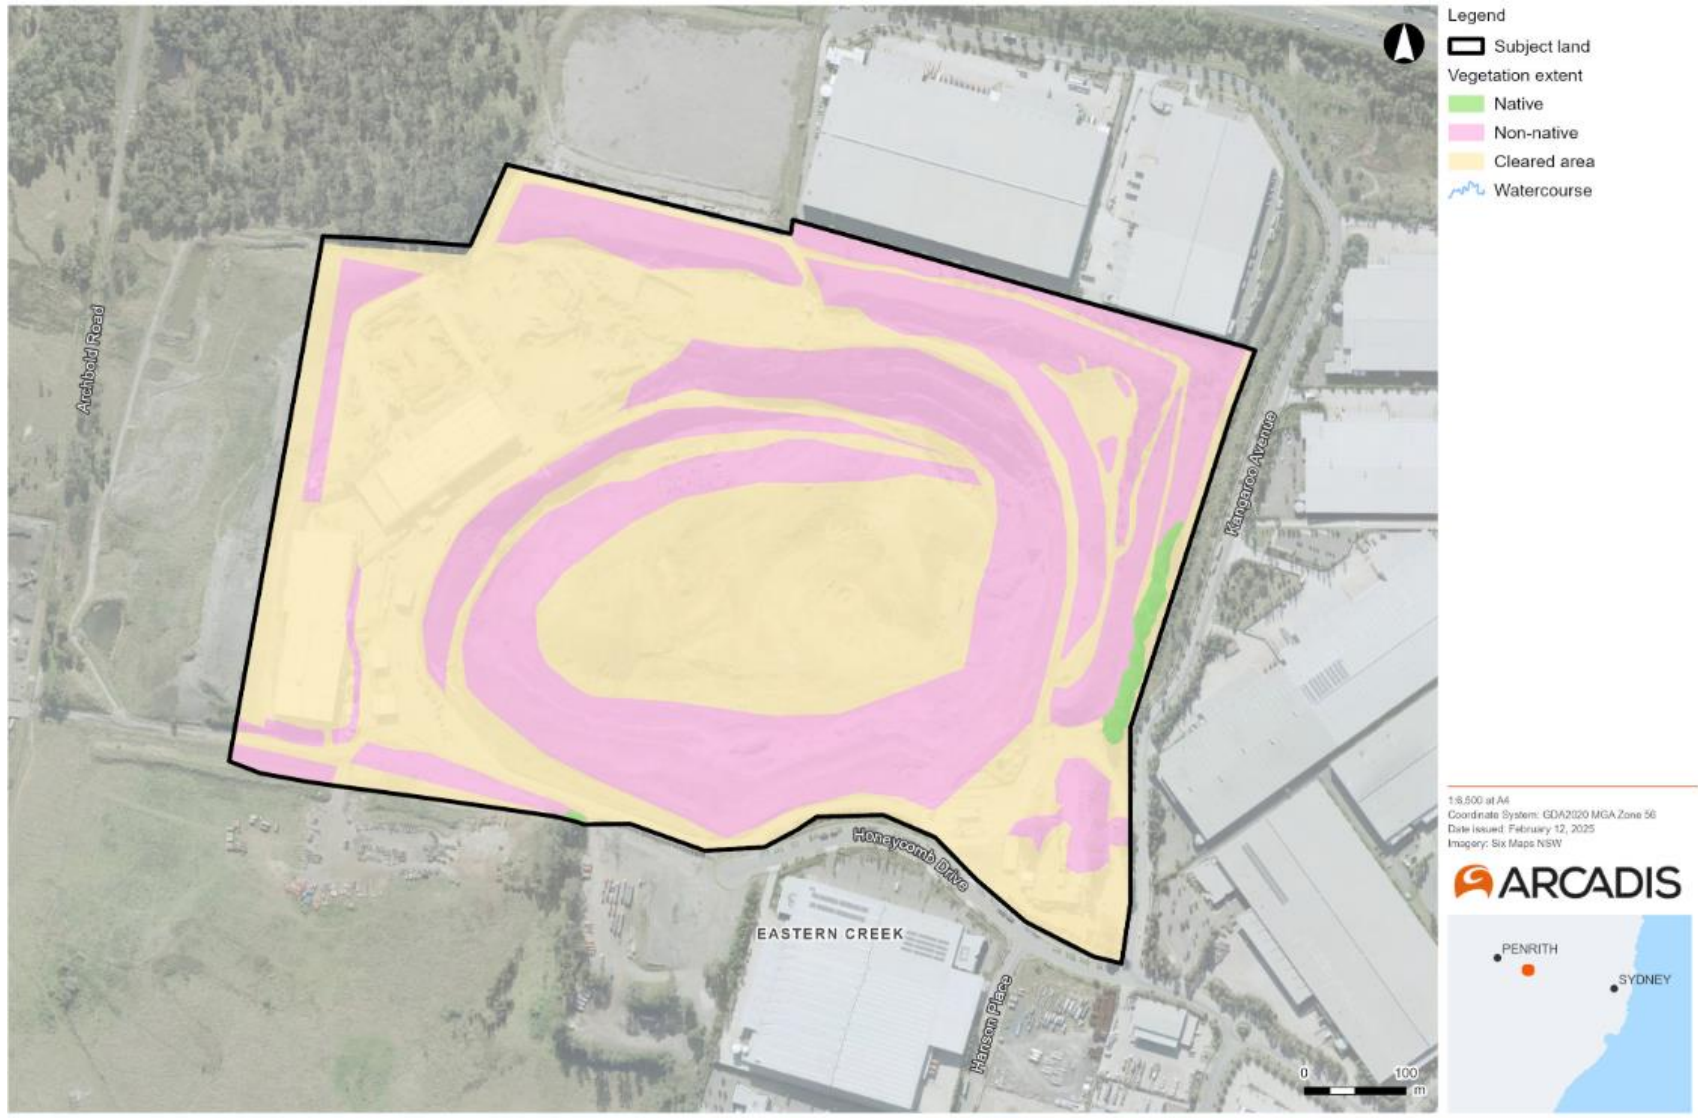 Legend
Subject land
Vegetation extent
Native
Non-native
Cleared area
Watercourse
Archbold Road
Kangaroo Avenue
Honeycomb Drive
EASTERN CREEK
Hanson Place
0 100
m
1:6,500 at A4
Coordinate System: GDA2020 MGA Zone 56
Date issued: February 12, 2025
Imagery: Six Maps NSW
ARCADIS
PENRITH
SYDNEY